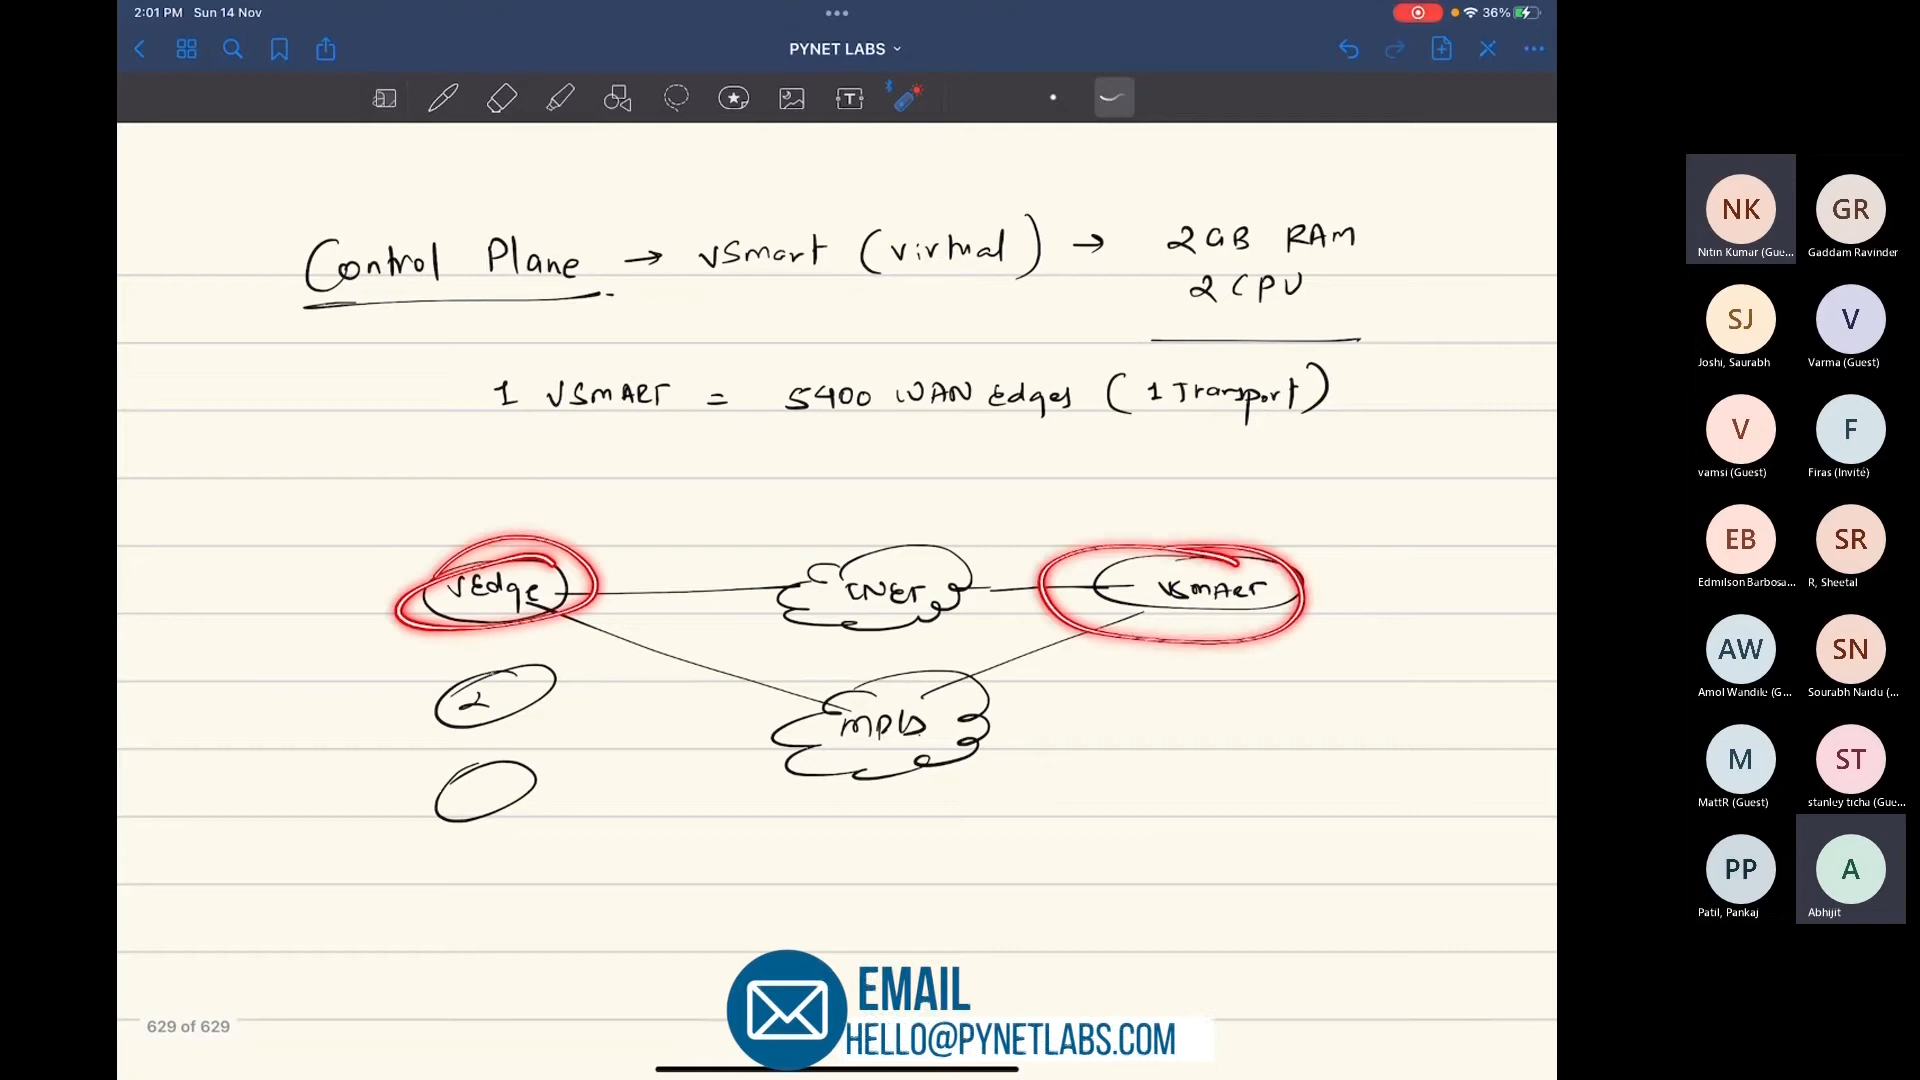 2:01 PM Sun 14 Nov
36%
PYNET LABS
T
Control Plane → vSmart (virtual) → 2GB RAM
2 CPU
1 vSMART = 5400 WAN Edges (1 Transport)
vEdge
INET
vSMART
2
MPLS
629 of 629
EMAIL
HELLO@PYNETLABS.COM
NK
Nitin Kumar (Gue...
GR
Gaddam Ravinder
SJ
Joshi, Saurabh
V
Varma (Guest)
V
vamsi (Guest)
F
Firas (Invité)
EB
Edmilson Barbosa...
SR
R, Sheetal
AW
Amol Wandile (G...
SN
Sourabh Naidu (...
M
MattR (Guest)
ST
stanley ticha (Gue...
PP
Patil, Pankaj
A
Abhijit